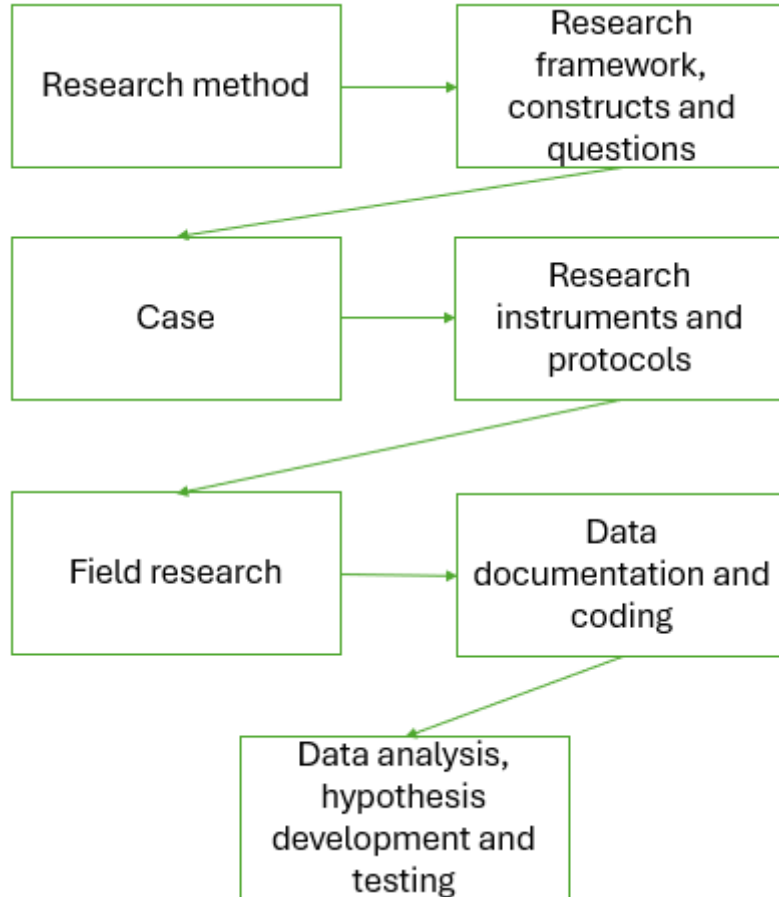 Research method
Research
framework,
constructs and
questions
Case
Research
instruments and
protocols
Field research
Data
documentation and
coding
Data analysis,
hypothesis
development and
testing